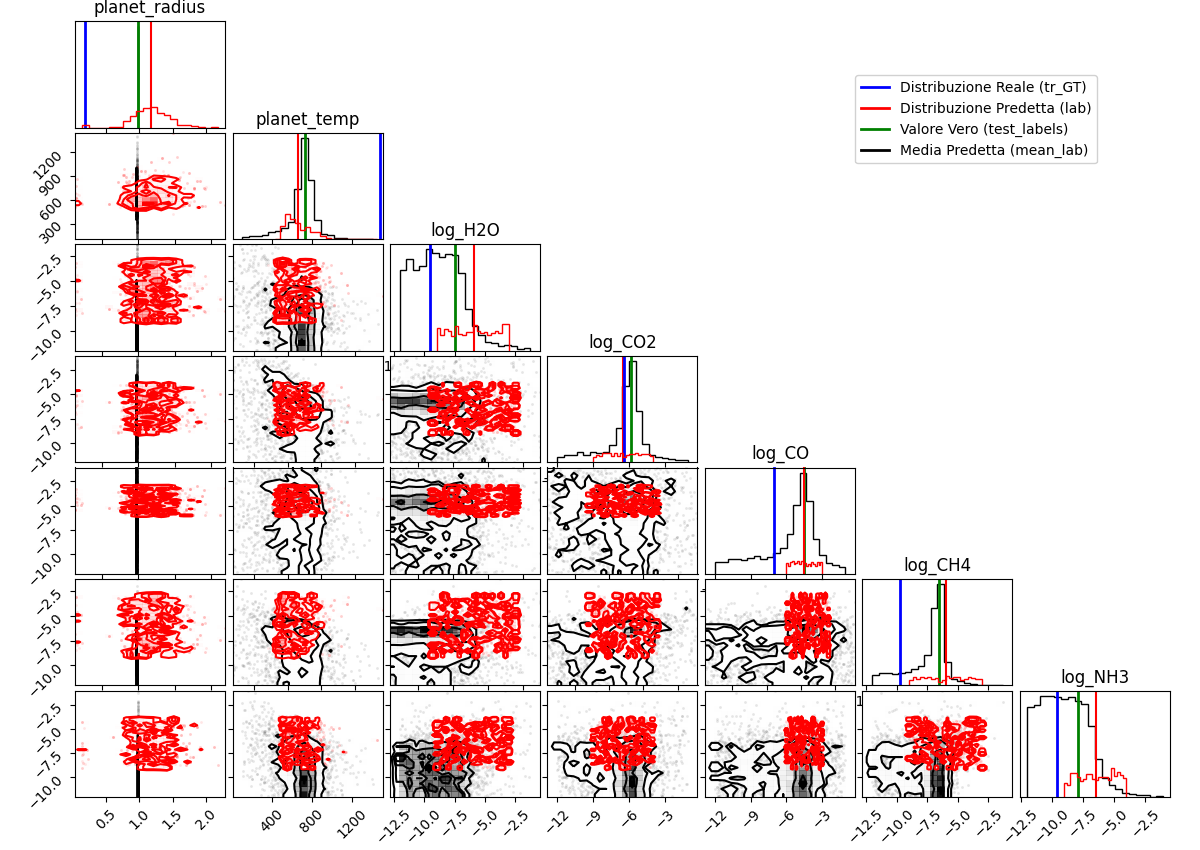 planet_radius
Distribuzione Reale (tr_GT)
Distribuzione Predetta (lab)
Valore Vero (test_labels)
Media Predetta (mean_lab)
planet_temp
1200
900
600
300
log_H2O
−2.5
−5.0
−7.5
−10.0
log_CO2
1
−2.5
−5.0
−7.5
−10.0
log_CO
−2.5
−5.0
−7.5
−10.0
log_CH4
−2.5
−5.0
−7.5
−10.0
log_NH3
1
−2.5
−5.0
−7.5
−10.0
0.5 1.0 1.5 2.0 400 800 1200 −12.5 −10.0 −7.5 −5.0 −2.5 −12 −9 −6 −3 −12 −9 −6 −3 −12.5 −10.0 −7.5 −5.0 −2.5 −12.5 −10.0 −7.5 −5.0 −2.5